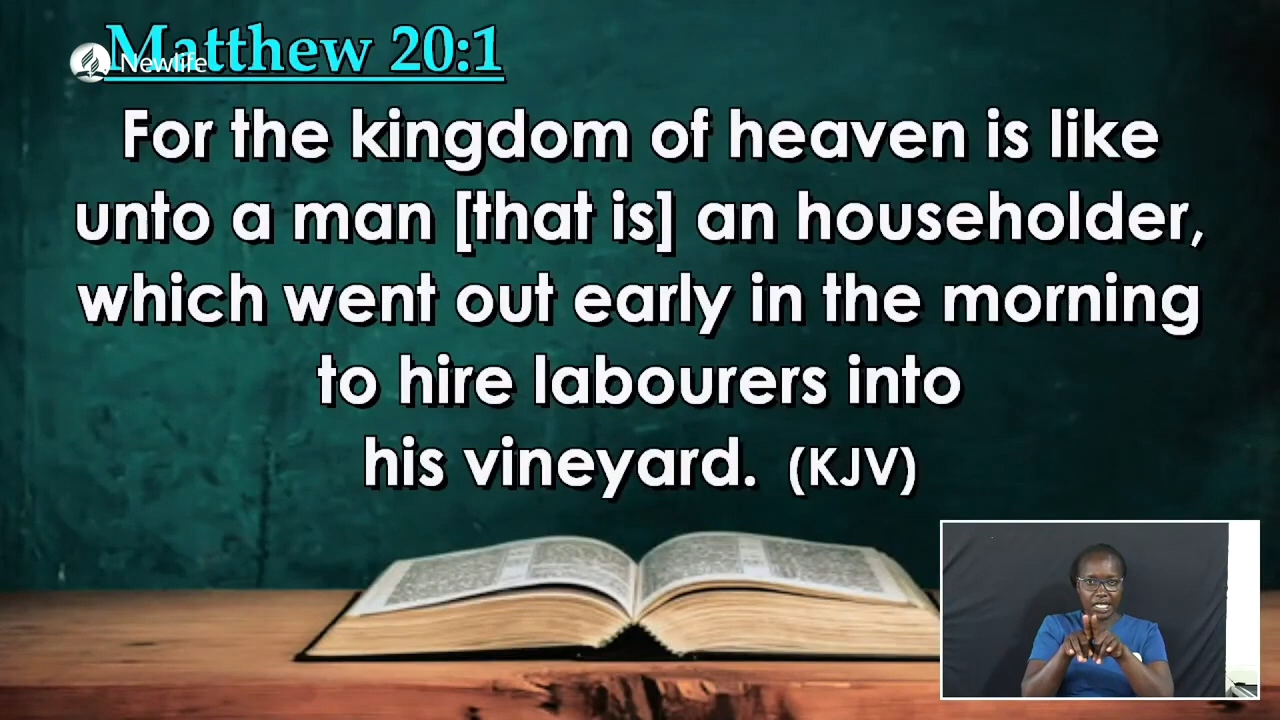 Matthew 20:1
Newlife
For the kingdom of heaven is like
unto a man [that is] an householder,
which went out early in the morning
to hire labourers into
his vineyard. (KJV)